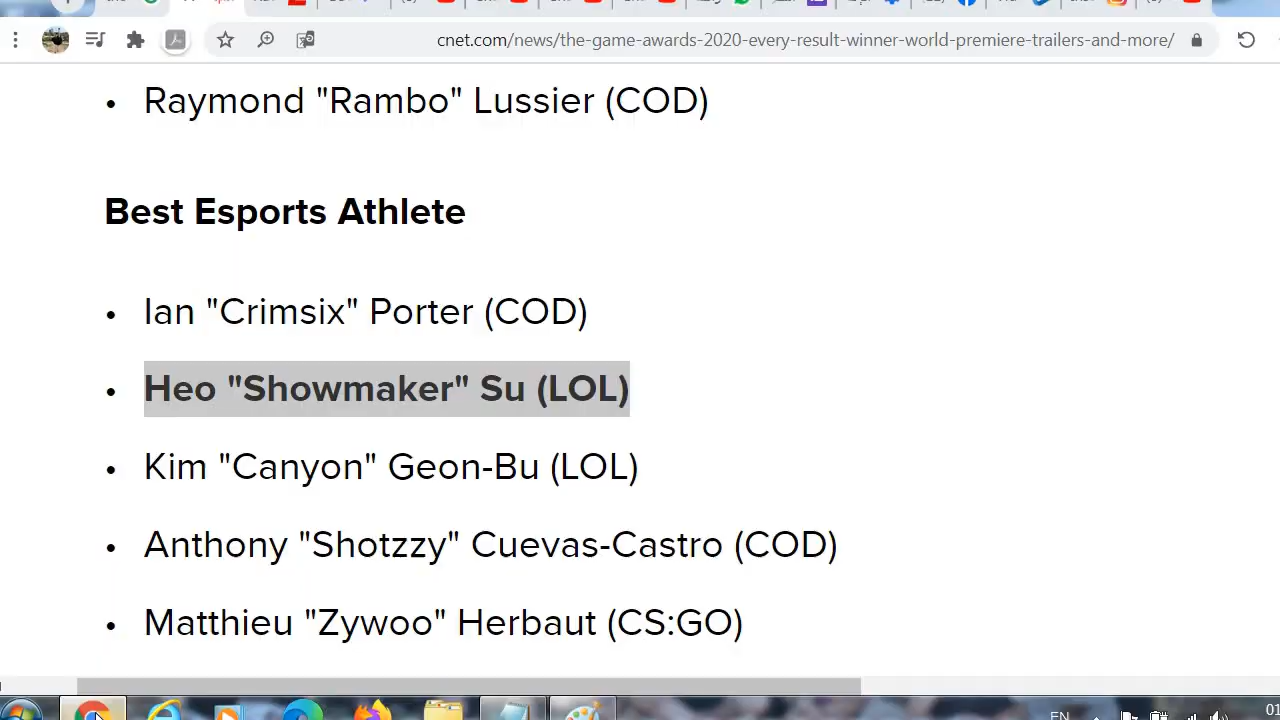 cnet.com/news/the-game-awards-2020-every-result-winner-world-premiere-trailers-and-more/
• Raymond "Rambo" Lussier (COD)
Best Esports Athlete
• Ian "Crimsix" Porter (COD)
• Heo "Showmaker" Su (LOL)
• Kim "Canyon" Geon-Bu (LOL)
• Anthony "Shotzzy" Cuevas-Castro (COD)
• Matthieu "Zywoo" Herbaut (CS:GO)
EN